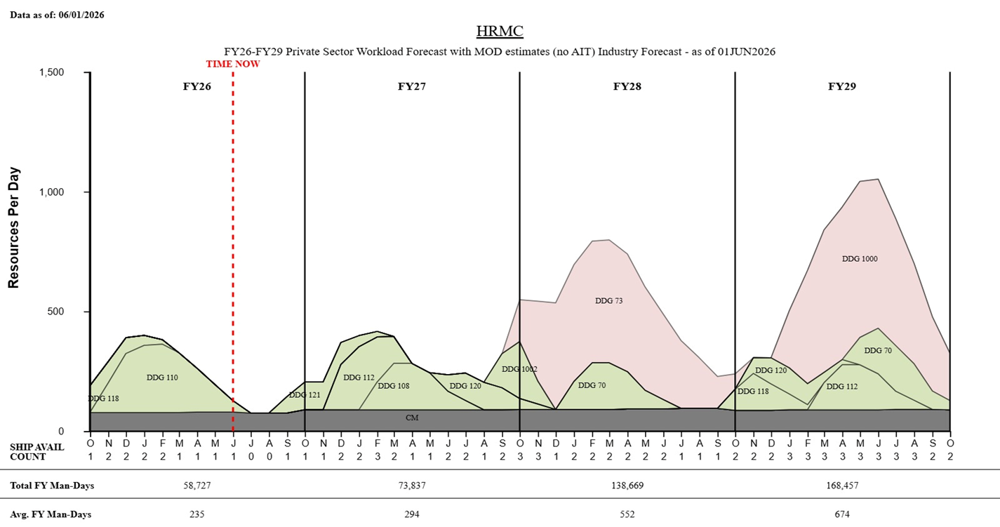 Data as of: 06/01/2026
HRMC
FY26-FY29 Private Sector Workload Forecast with MOD estimates (no AIT) Industry Forecast - as of 01JUN2026
TIME NOW
1,500
FY26 FY27 FY28 FY29
Resources Per Day
1,000
DDG 1000
DDG 73
500
DDG 70
DDG 110 DDG 112 DDG 1002 DDG 120
DDG 108 DDG 120 DDG 70 DDG 118 DDG 112
DDG 118 DDG 121
CM
0
O N D J F M A M J J A S O N D J F M A M J J A S O N D J F M A M J J A S O N D J F M A M J J A S O
SHIP AVAIL
COUNT 1 2 2 2 2 1 1 1 1 0 0 1 1 1 2 2 3 2 1 1 2 2 1 2 3 3 1 2 2 2 2 2 2 1 1 1 2 2 2 3 3 3 3 3 3 3 3 2 2
Total FY Man-Days 58,727 73,837 138,669 168,457
Avg. FY Man-Days 235 294 552 674